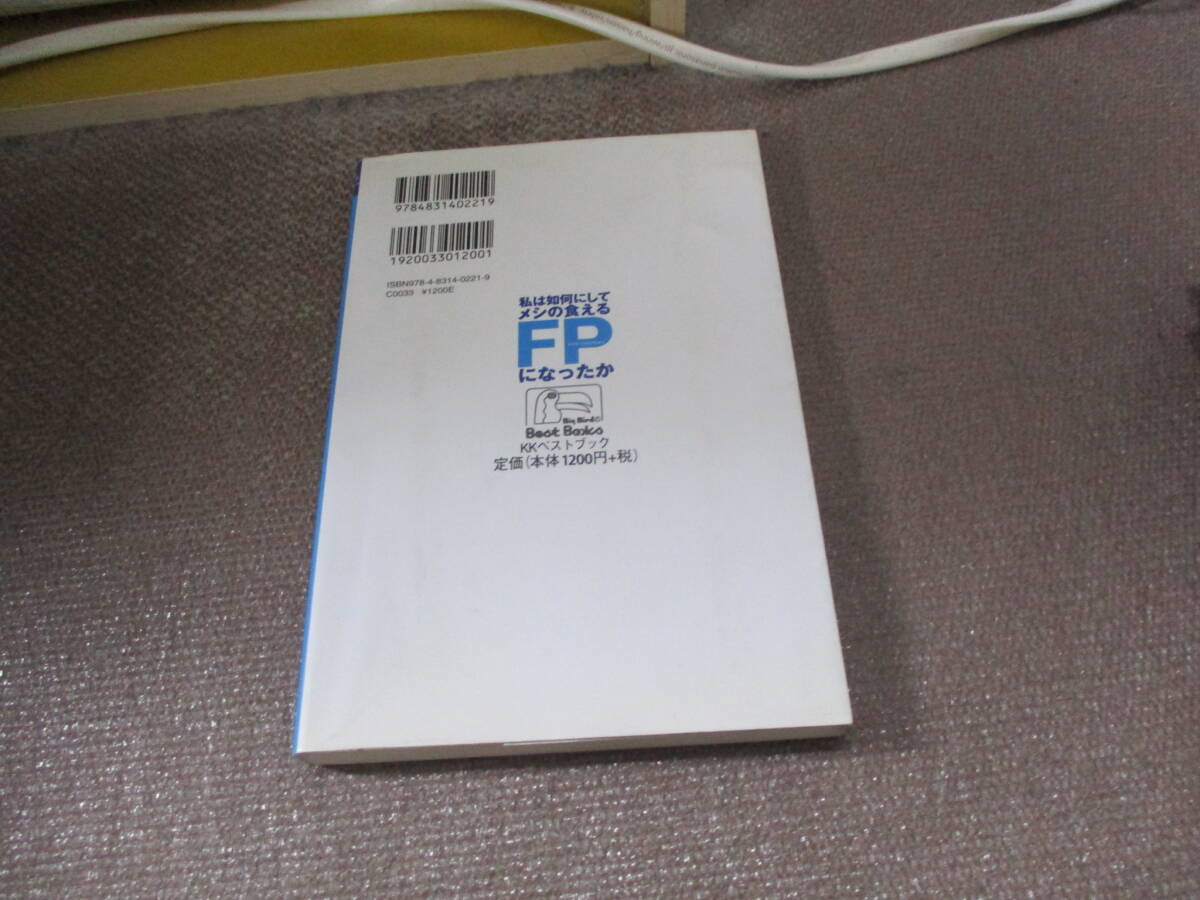 9784831402219
1920033012001
ISBN978-4-8314-0221-9
C0033 ¥1200E
私は如何にして
メシの食える
FP
になったか
Big Bird©
Best Books
KKベストブック
定価(本体1200円+税)